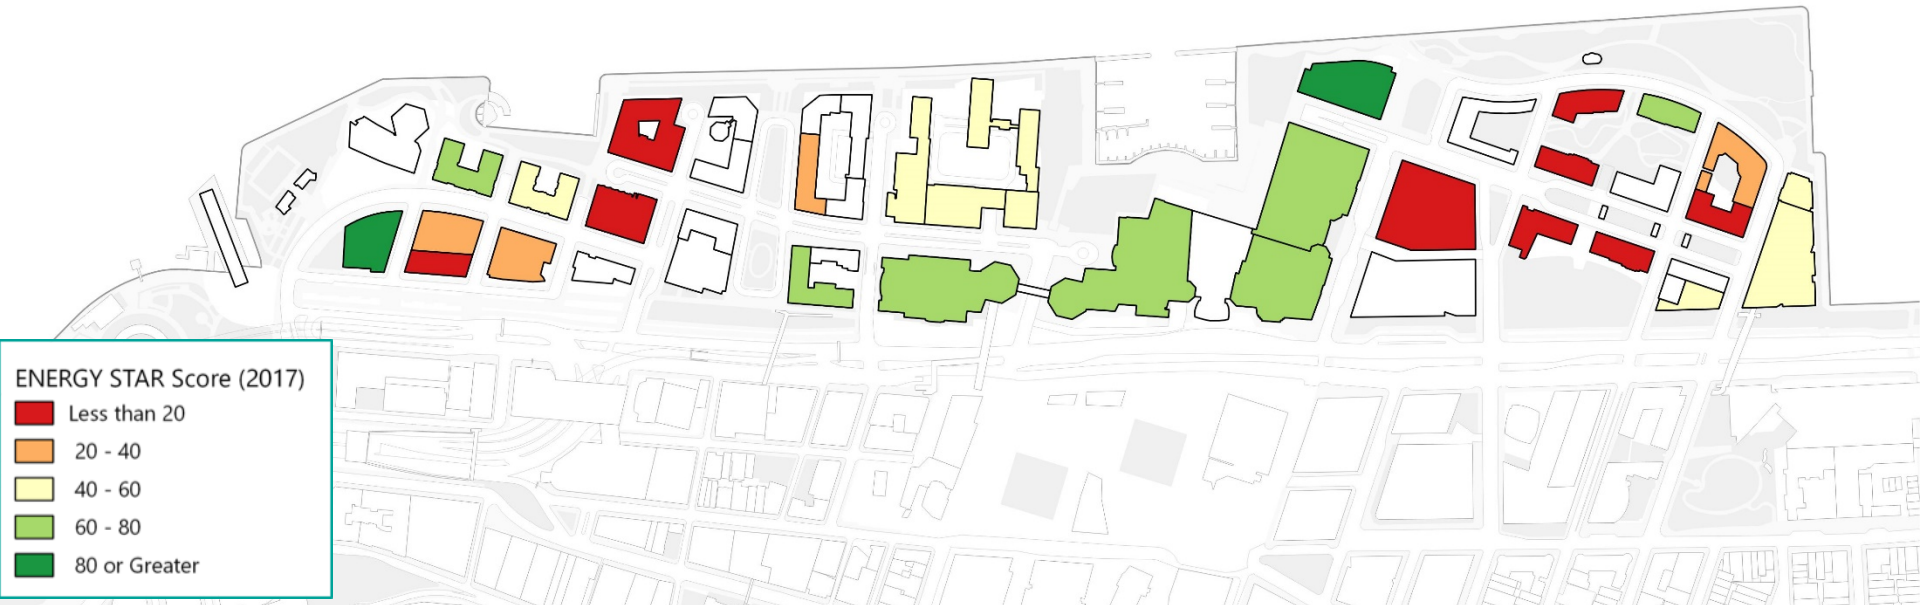 ENERGY STAR Score (2017)
Less than 20
20 - 40
40 - 60
60 - 80
80 or Greater